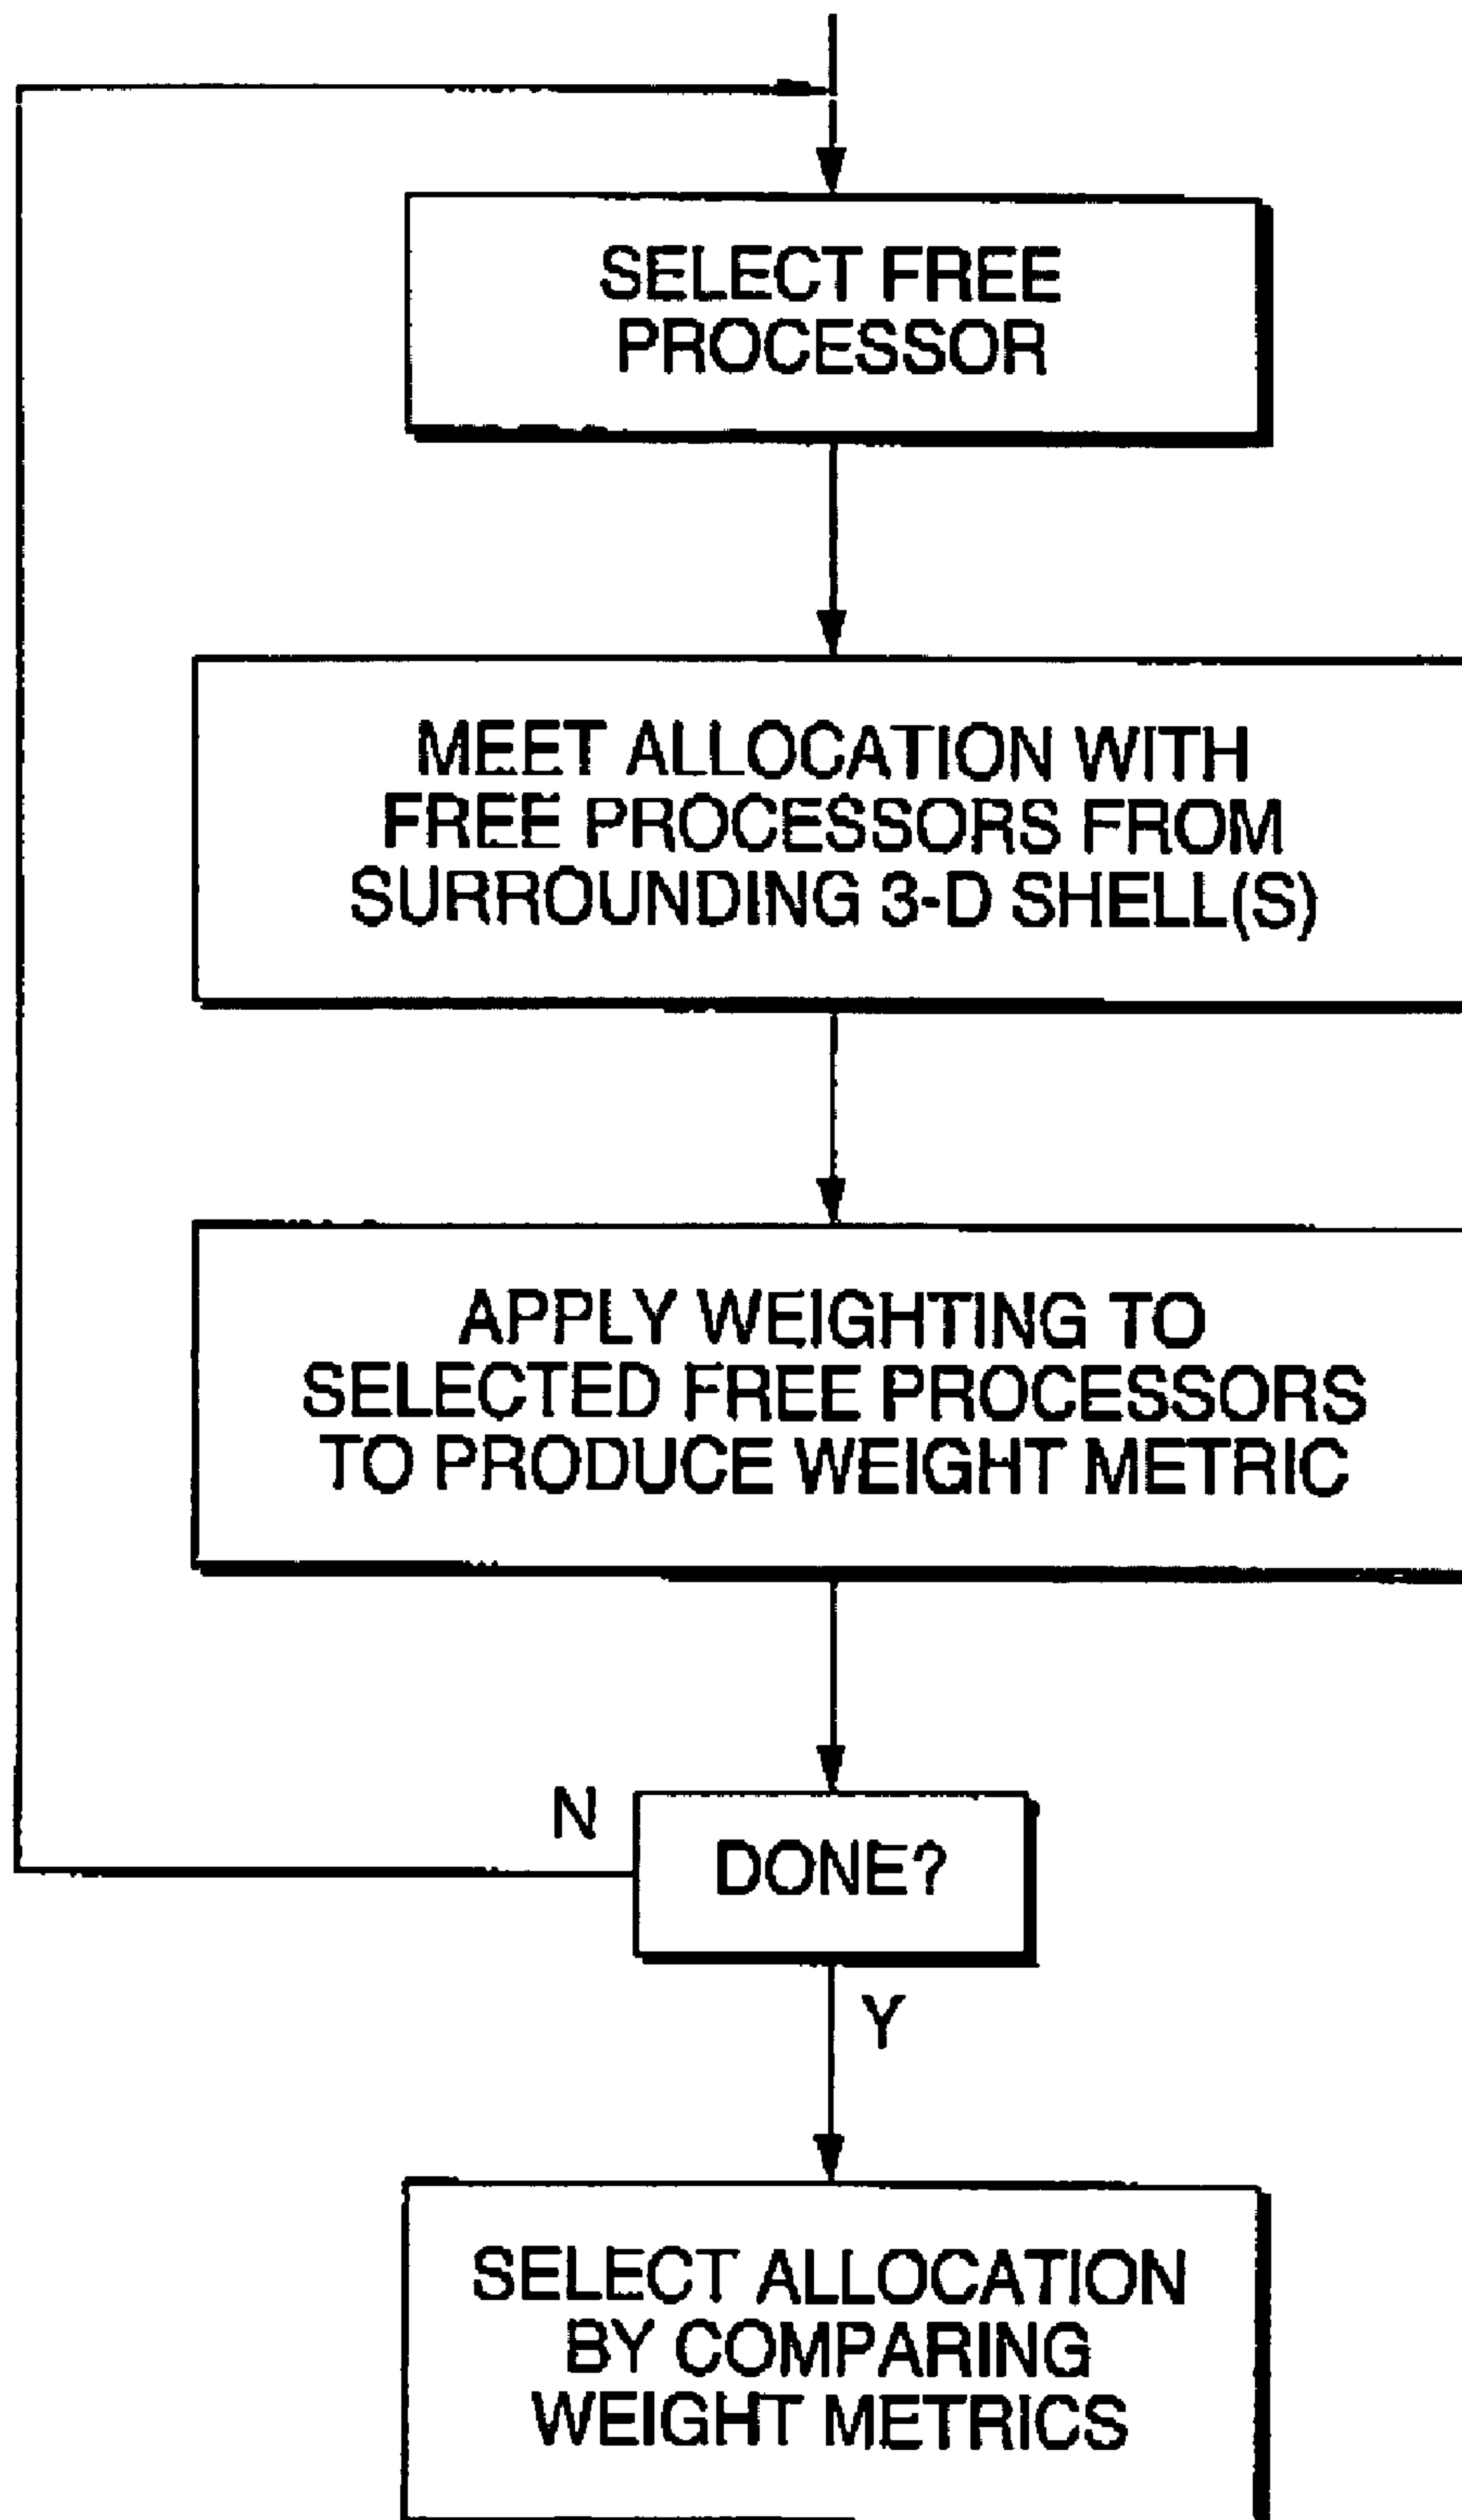 SELECT FREE
PROCESSOR
MEET ALLOCATION WITH
FREE PROCESSORS FROM
SURROUNDING 3-D SHELL(S)
APPLY WEIGHTING TO
SELECTED FREE PROCESSORS
TO PRODUCE WEIGHT METRIC
N
DONE?
Y
SELECT ALLOCATION
BY COMPARING
WEIGHT METRICS